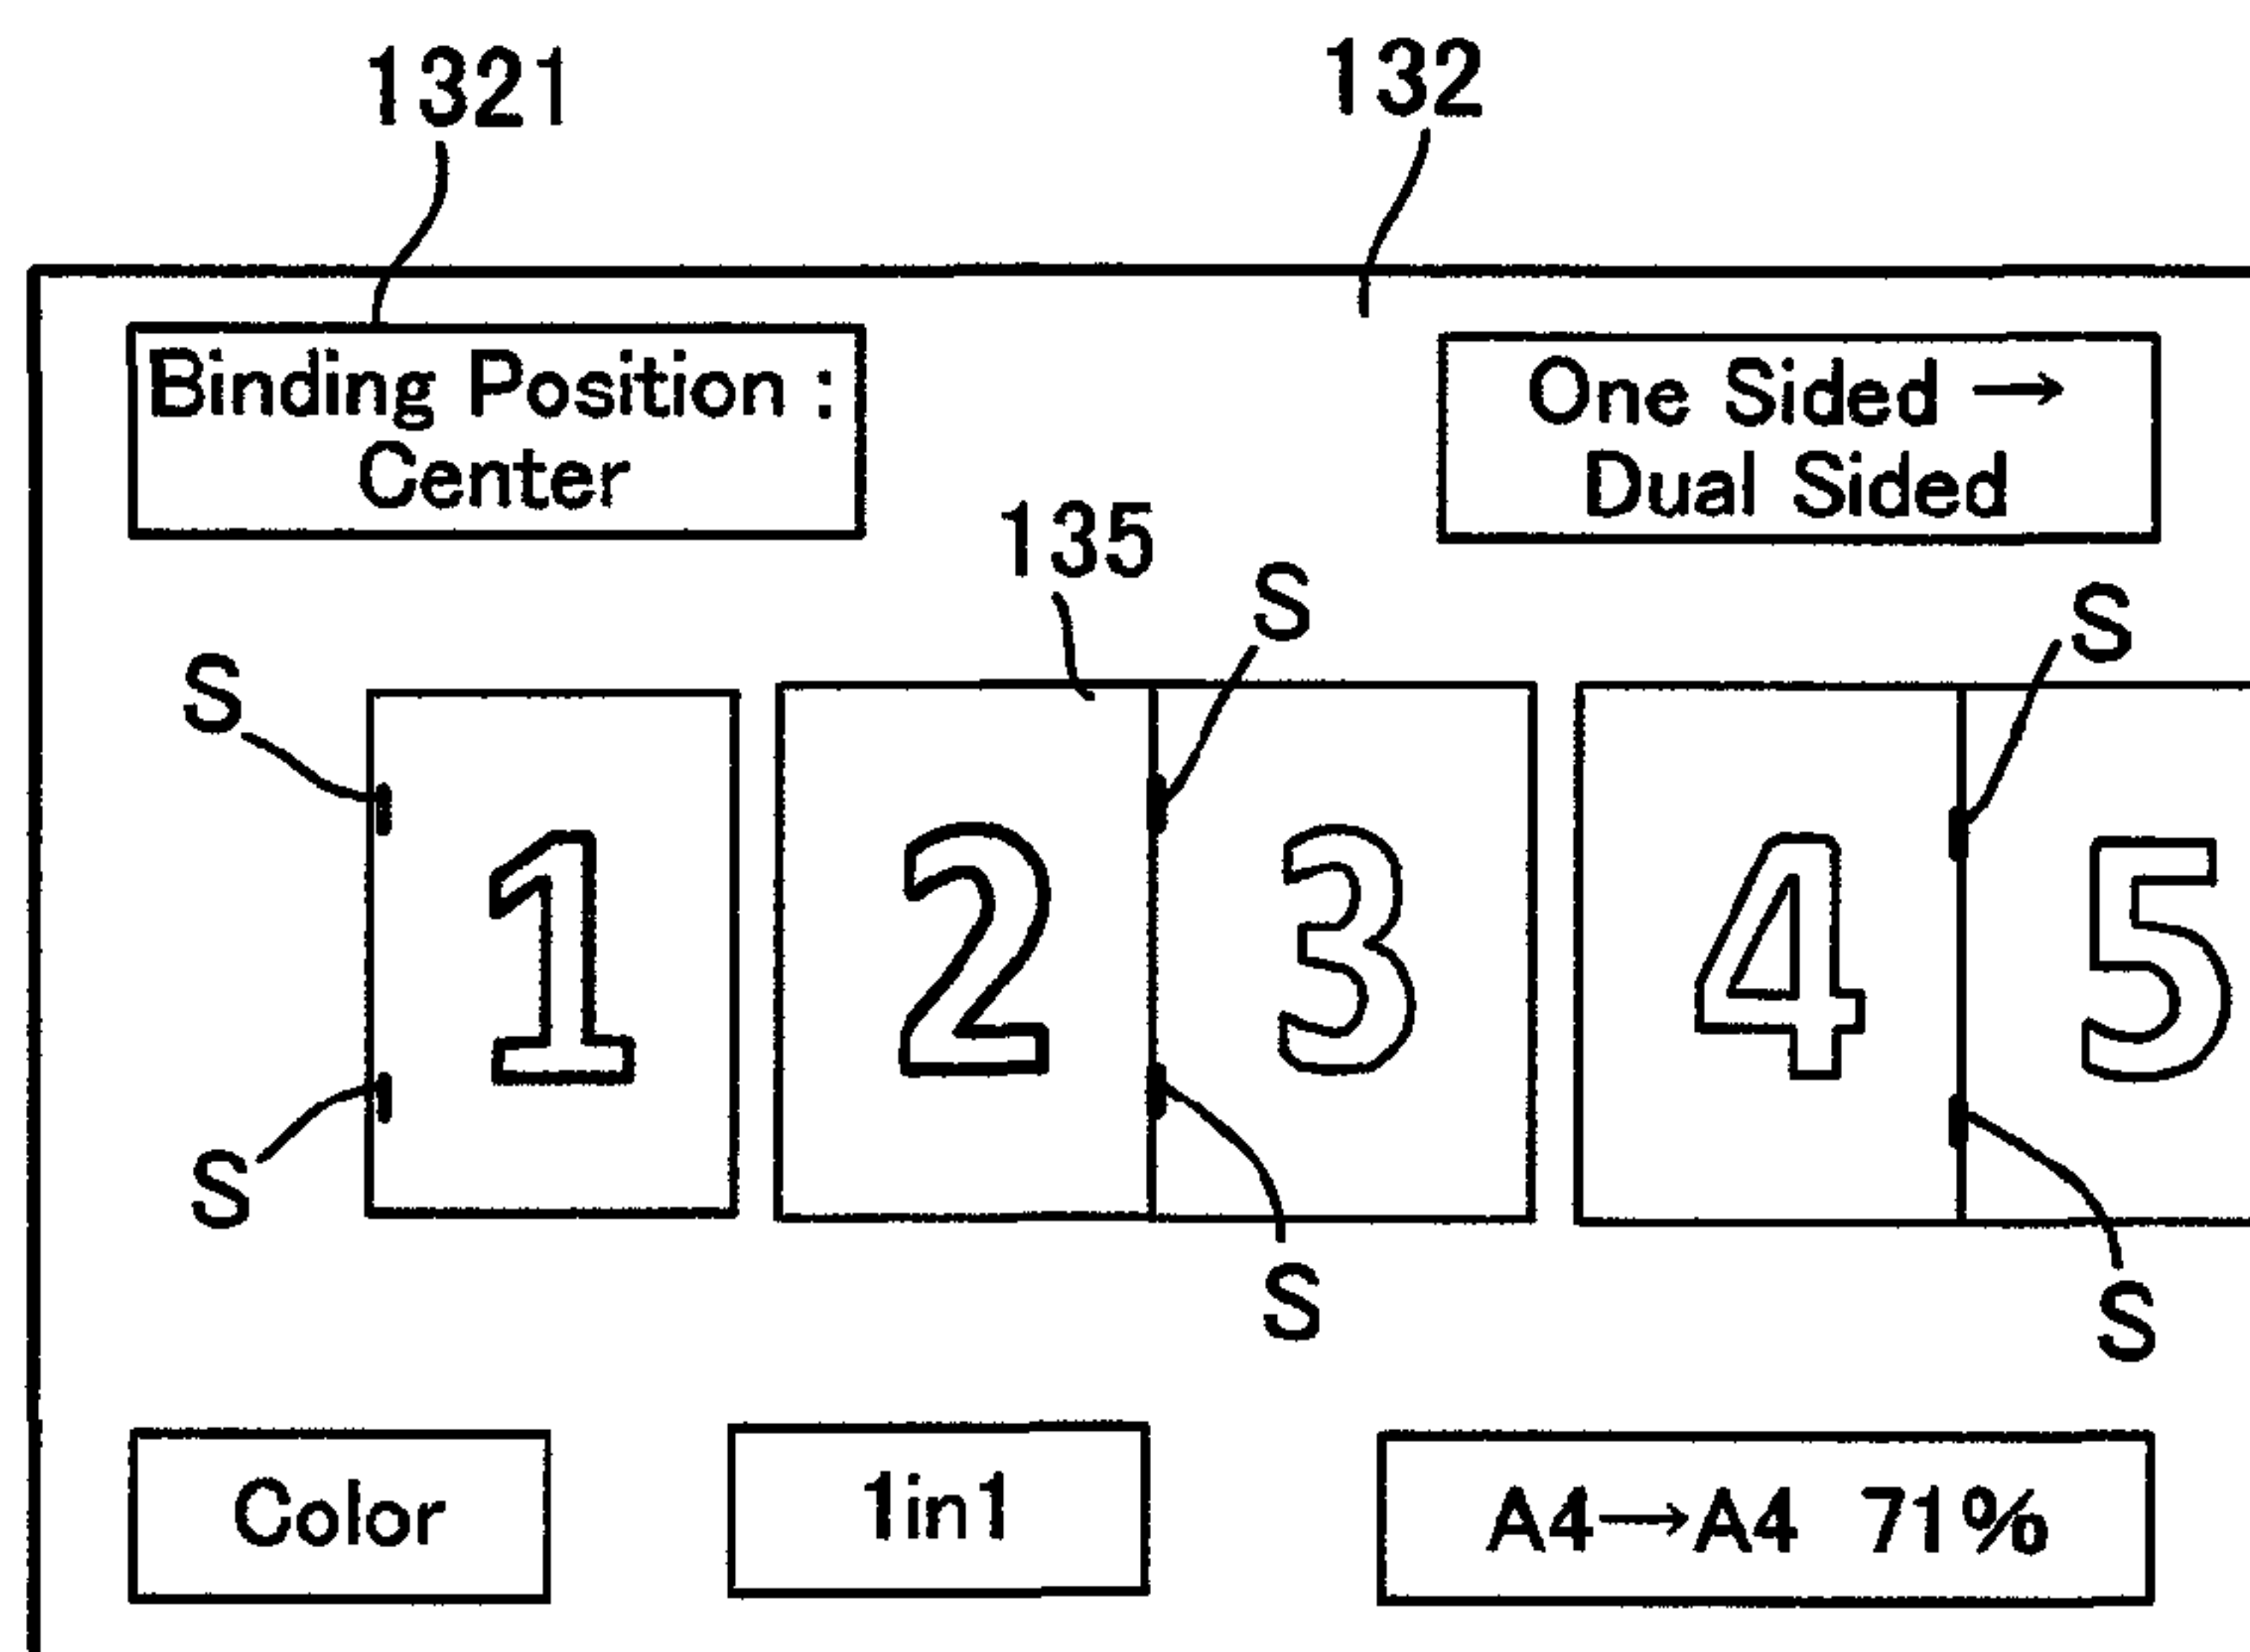 1321
132
Binding Position :
Center
One Sided →
Dual Sided
135
S
S
S
1
2
3
4
5
S
S
S
Color
1in1
A4→A4 71%